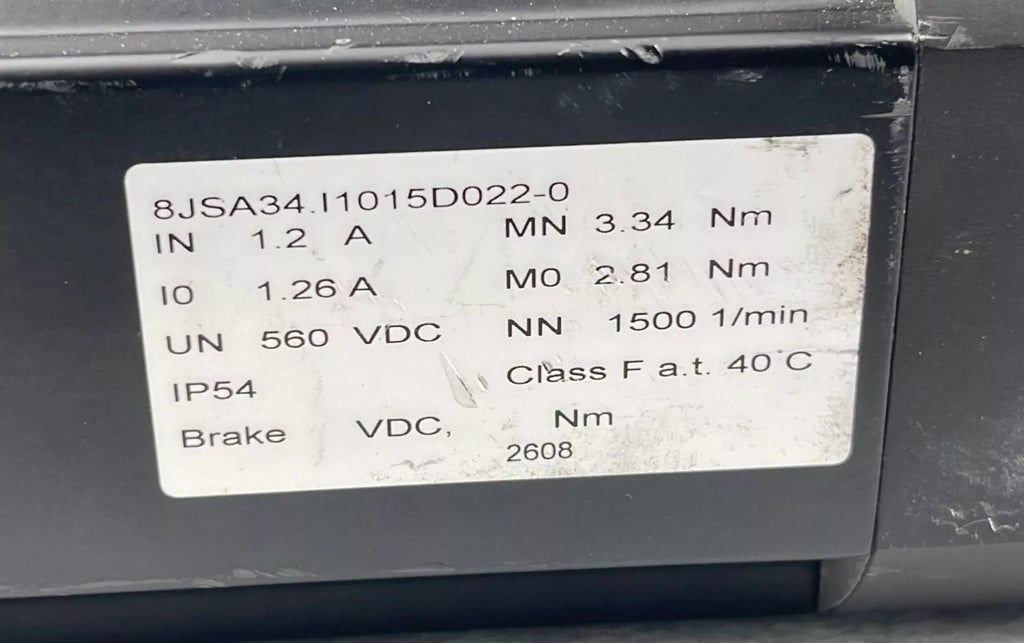 8JSA34.I1015D022-0
IN 1.2 A MN 3.34 Nm
I0 1.26 A M0 2.81 Nm
UN 560 VDC NN 1500 1/min
IP54 Class F a.t. 40°C
Brake VDC, Nm
2608